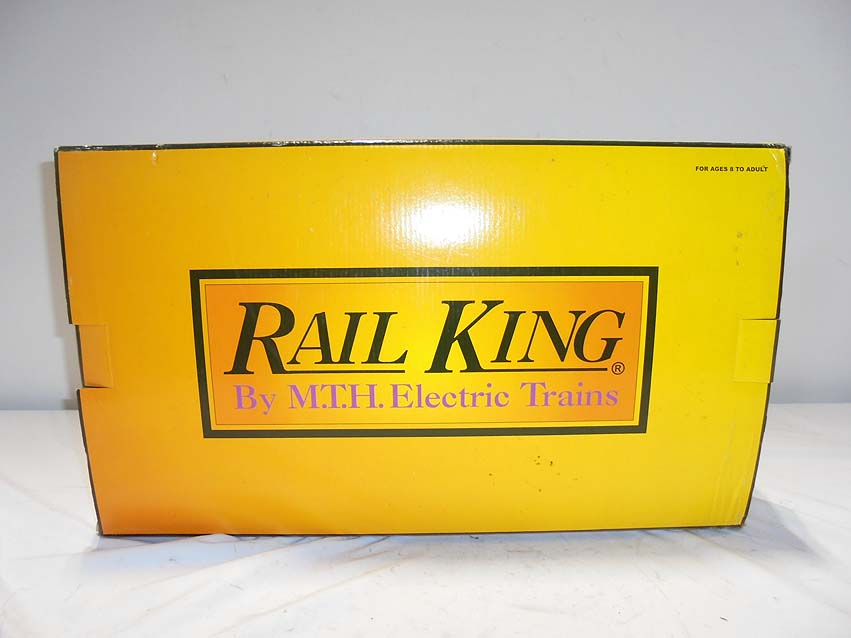 FOR AGES 8 TO ADULT
RAIL KING®
By M.T.H. Electric Trains